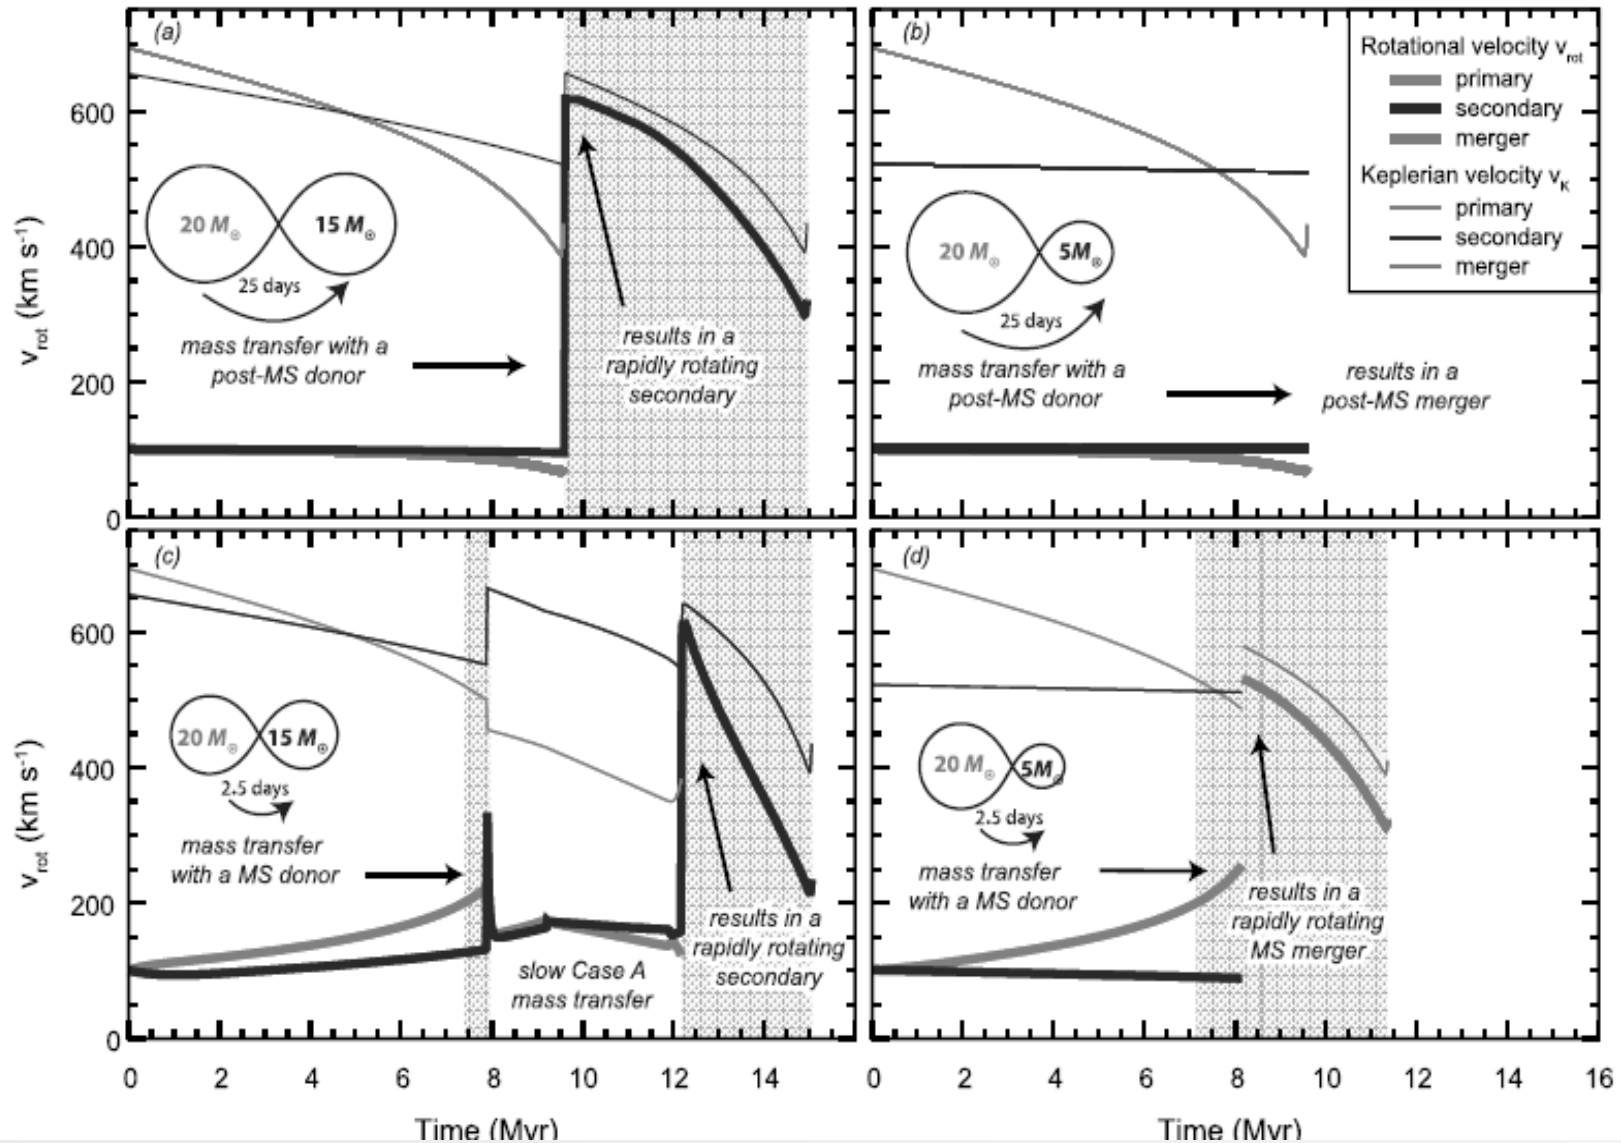 (a)
600
400
200
0
v_rot (km s⁻¹)
20 M☉ 15 M☉
25 days
mass transfer with a
post-MS donor
results in a
rapidly rotating
secondary
(b)
20 M☉ 5M☉
25 days
mass transfer with a
post-MS donor
results in a
post-MS merger
Rotational velocity v_rot
primary
secondary
merger
Keplerian velocity v_K
primary
secondary
merger
(c)
600
400
200
0
v_rot (km s⁻¹)
20 M☉ 15 M☉
2.5 days
mass transfer
with a MS donor
slow Case A
mass transfer
results in a
rapidly rotating
secondary
0 2 4 6 8 10 12 14
Time (Myr)
(d)
20 M☉ 5M☉
2.5 days
mass transfer
with a MS donor
results in a
rapidly rotating
MS merger
0 2 4 6 8 10 12 14 16
Time (Myr)